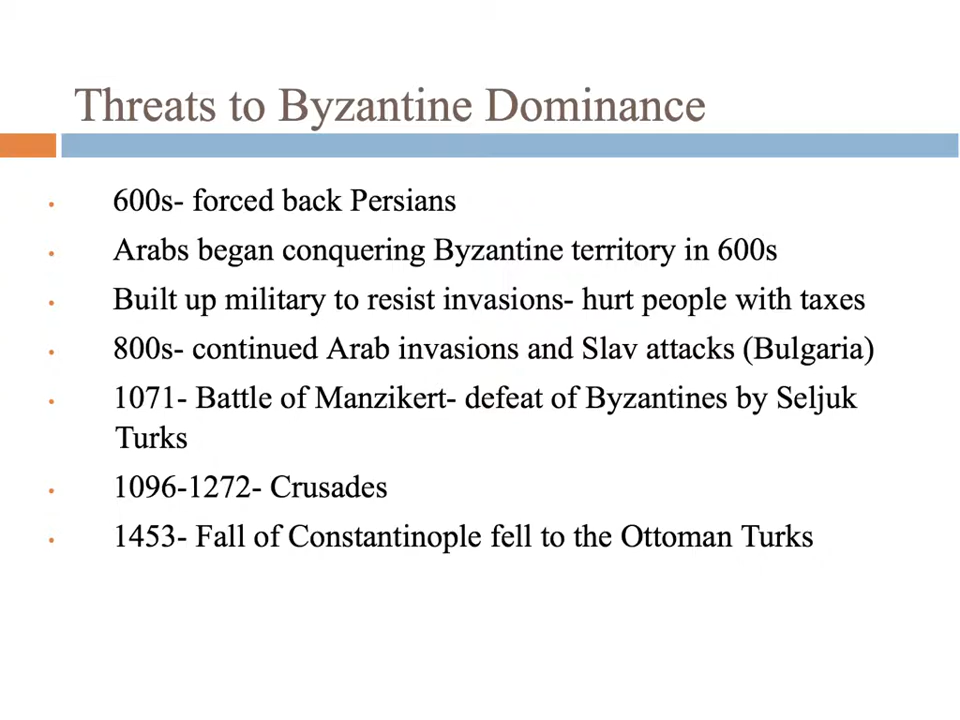 Threats to Byzantine Dominance
• 600s- forced back Persians
• Arabs began conquering Byzantine territory in 600s
• Built up military to resist invasions- hurt people with taxes
• 800s- continued Arab invasions and Slav attacks (Bulgaria)
• 1071- Battle of Manzikert- defeat of Byzantines by Seljuk
Turks
• 1096-1272- Crusades
• 1453- Fall of Constantinople fell to the Ottoman Turks